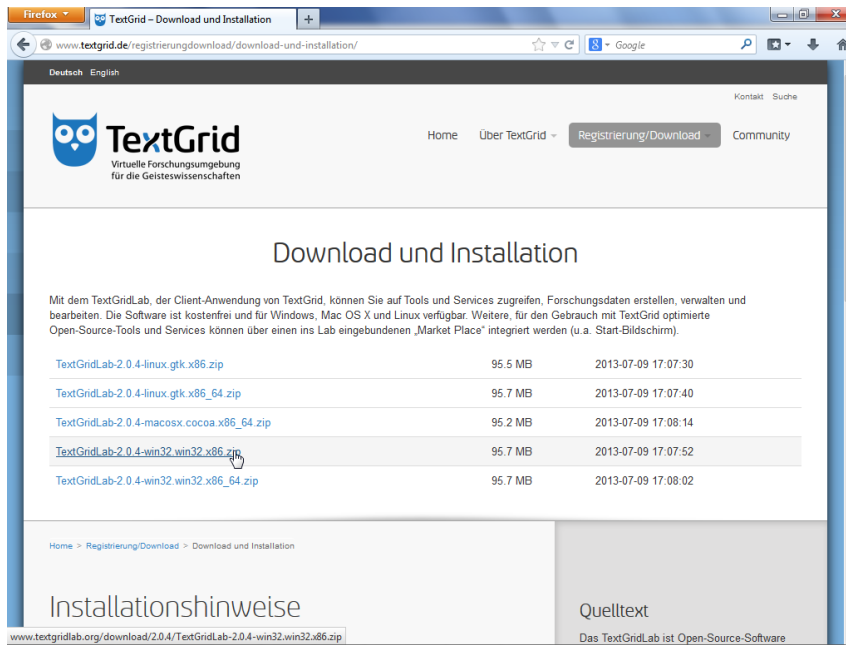 Firefox
TextGrid – Download und Installation
www.textgrid.de/registrierungdownload/download-und-installation/
Google
Deutsch English
Kontakt Suche
TextGrid
Virtuelle Forschungsumgebung
für die Geisteswissenschaften
Home Über TextGrid Registrierung/Download Community
Download und Installation
Mit dem TextGridLab, der Client-Anwendung von TextGrid, können Sie auf Tools und Services zugreifen, Forschungsdaten erstellen, verwalten und
bearbeiten. Die Software ist kostenfrei und für Windows, Mac OS X und Linux verfügbar. Weitere, für den Gebrauch mit TextGrid optimierte
Open-Source-Tools und Services können über einen ins Lab eingebundenen „Market Place“ integriert werden (u.a. Start-Bildschirm).
TextGridLab-2.0.4-linux.gtk.x86.zip 95.5 MB 2013-07-09 17:07:30
TextGridLab-2.0.4-linux.gtk.x86_64.zip 95.7 MB 2013-07-09 17:07:40
TextGridLab-2.0.4-macosx.cocoa.x86_64.zip 95.2 MB 2013-07-09 17:08:14
TextGridLab-2.0.4-win32.win32.x86.zip 95.7 MB 2013-07-09 17:07:52
TextGridLab-2.0.4-win32.win32.x86_64.zip 95.7 MB 2013-07-09 17:08:02
Home > Registrierung/Download > Download und Installation
Installationshinweise
Quelltext
www.textgridlab.org/download/2.0.4/TextGridLab-2.0.4-win32.win32.x86.zip
Das TextGridLab ist Open-Source-Software